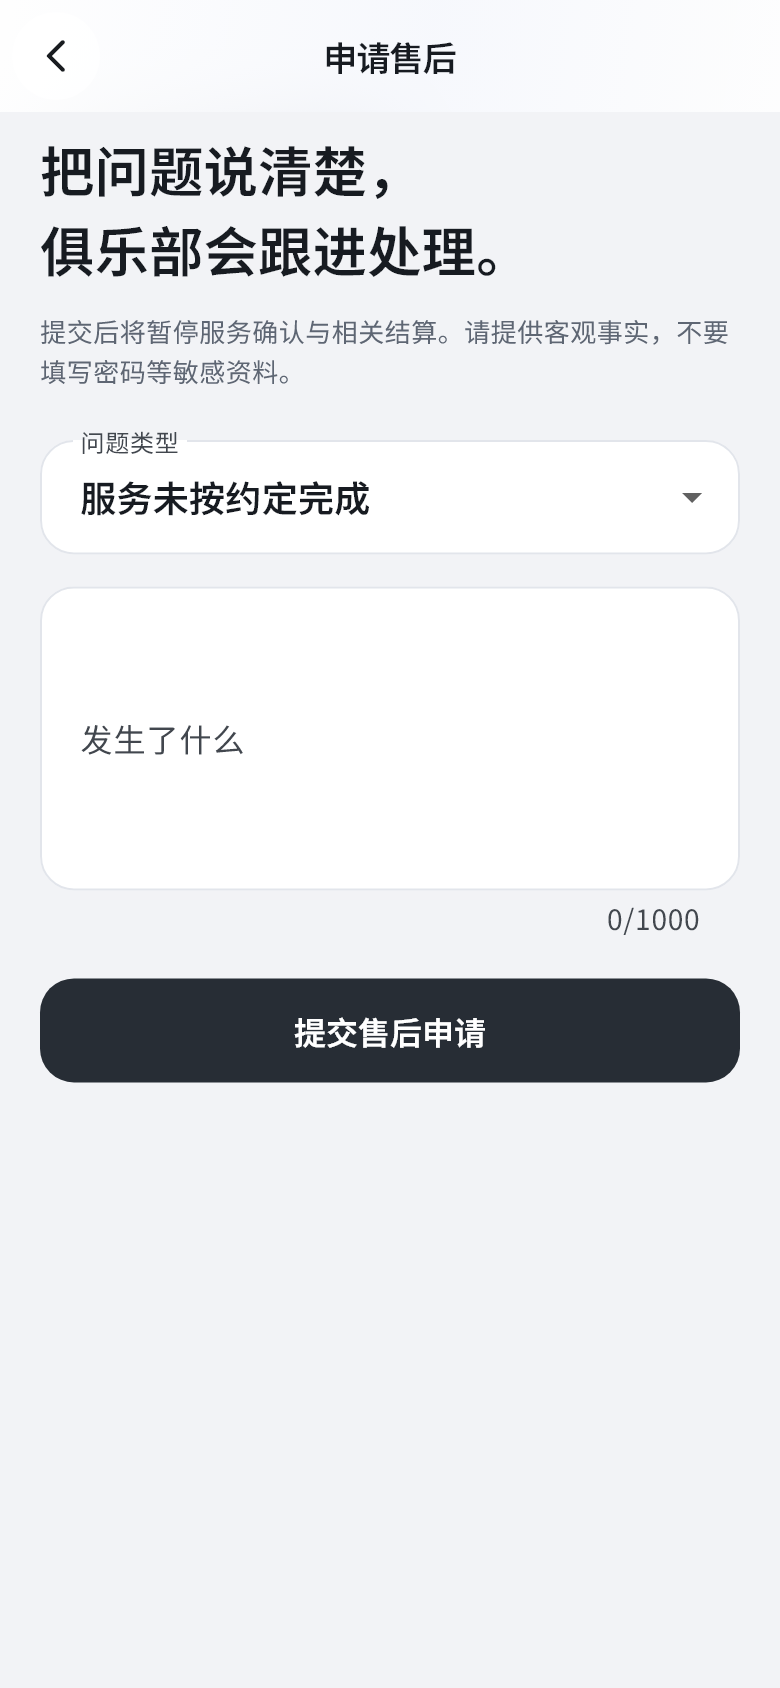 申请售后
把问题说清楚，
俱乐部会跟进处理。
提交后将暂停服务确认与相关结算。请提供客观事实，不要
填写密码等敏感资料。
问题类型
服务未按约定完成
发生了什么
0/1000
提交售后申请